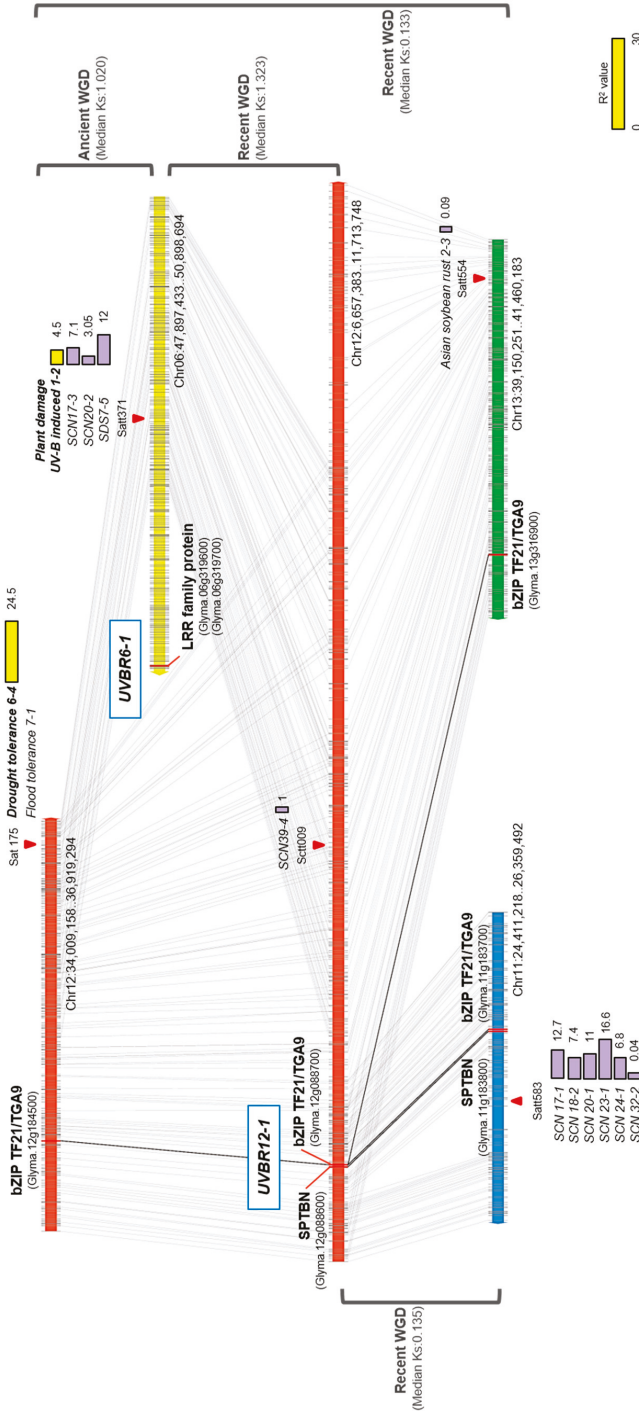 Sat 175
Drought tolerance 6-4
24.5
Flood tolerance 7-1
bZIP TF21/TGA9
(Glyma.12g184500)
Chr12:34,009,158..36,919,294
Ancient WGD
(Median Ks:1.020)
Plant damage
UV-B induced 1-2
4.5
SCN17-3
7.1
SCN20-2
3.05
SDS7-5
12
Satt371
UVBR6-1
LRR family protein
(Glyma.06g319600)
(Glyma.06g319700)
Chr06:47,897,433..50,898,694
Recent WGD
(Median Ks:1.323)
Recent WGD
(Median Ks:0.133)
UVBR12-1
SPTBN
(Glyma.12g088600)
bZIP TF21/TGA9
(Glyma.12g088700)
SCN39-4
1
Sctt009
Chr12:6,657,383..11,713,748
Recent WGD
(Median Ks:0.135)
SPTBN
(Glyma.11g183800)
bZIP TF21/TGA9
(Glyma.11g183700)
Chr11:24,411,218..26,359,492
Satt583
SCN 17-1
12.7
SCN 18-2
7.4
SCN 20-1
11
SCN 23-1
16.6
SCN 24-1
6.8
SCN 32-2
0.04
bZIP TF21/TGA9
(Glyma.13g316900)
Chr13:39,150,251..41,460,183
Asian soybean rust 2-3
0.09
Satt554
R² value
0
30